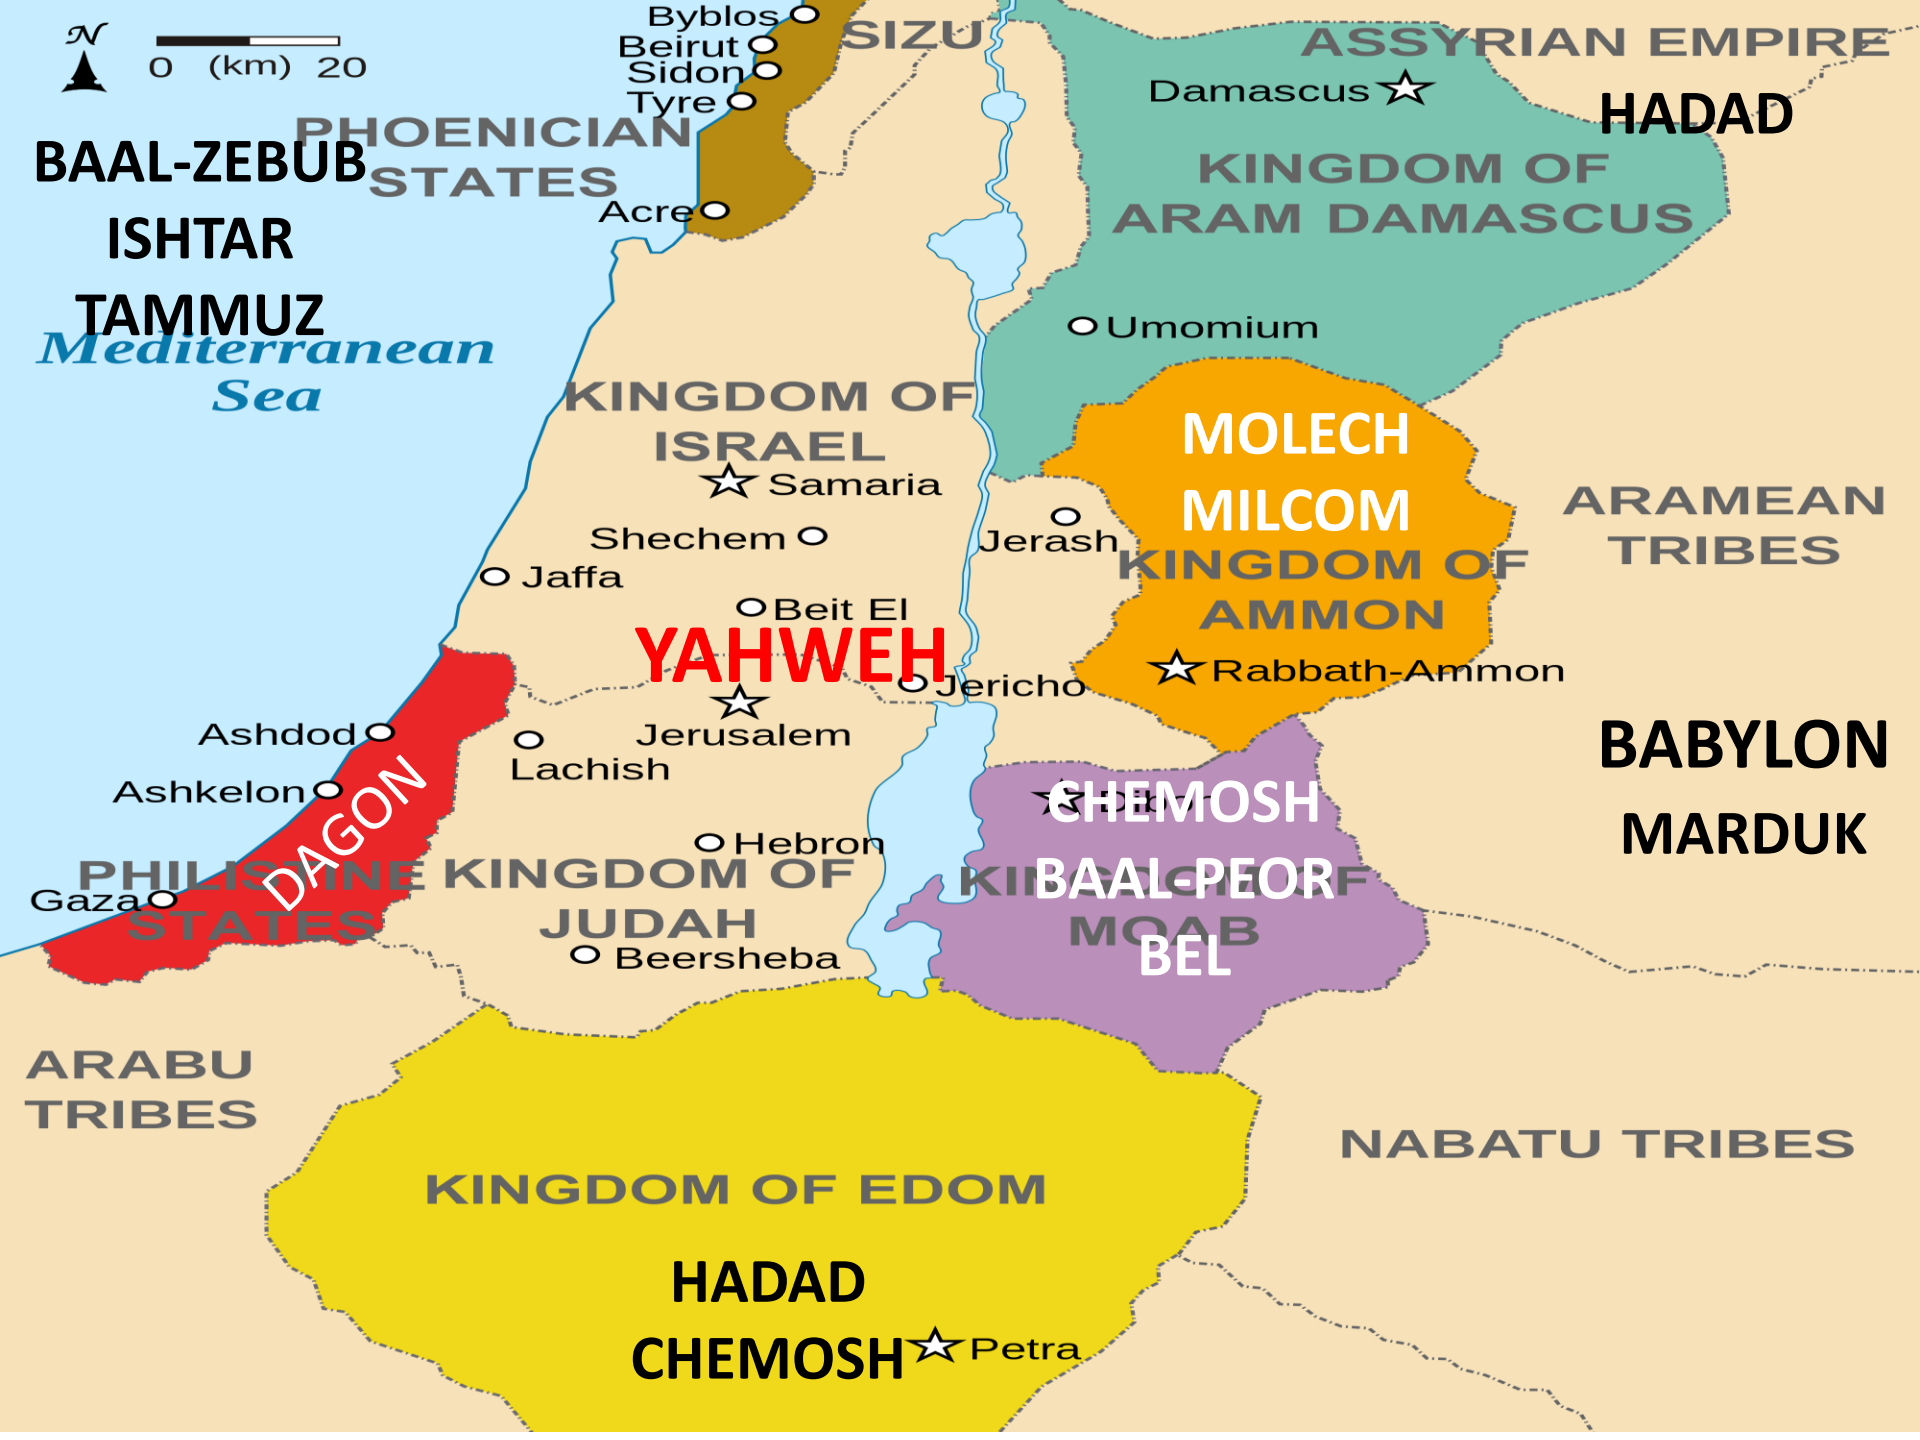 N
0 (km) 20
Byblos
Beirut
Sidon
Tyre
SIZU
ASSYRIAN EMPIRE
HADAD
Damascus
PHOENICIAN
STATES
BAAL-ZEBUB
ISHTAR
TAMMUZ
Acre
KINGDOM OF
ARAM DAMASCUS
Mediterranean
Sea
Umomium
KINGDOM OF
ISRAEL
Samaria
MOLECH
MILCOM
KINGDOM OF
AMMON
ARAMEAN
TRIBES
Shechem
Jerash
Jaffa
Beit El
YAHWEH
Jericho
Rabbath-Ammon
Jerusalem
Ashdod
Lachish
Ashkelon
DAGON
BABYLON
MARDUK
CHEMOSH
BAAL-PEOR
BEL
Dibon
KINGDOM OF
MOAB
Hebron
PHILISTINE
STATES
Gaza
KINGDOM OF
JUDAH
Beersheba
ARABU
TRIBES
NABATU TRIBES
KINGDOM OF EDOM
HADAD
CHEMOSH
Petra